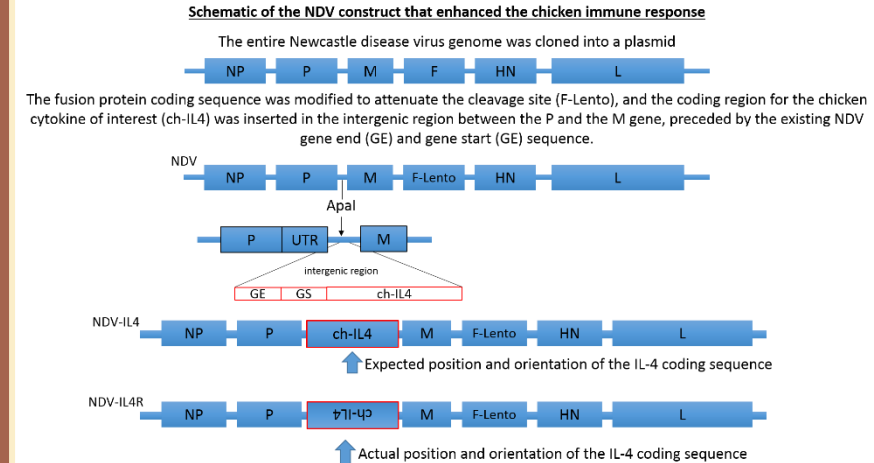 Schematic of the NDV construct that enhanced the chicken immune response
The entire Newcastle disease virus genome was cloned into a plasmid
NP P M F HN L
The fusion protein coding sequence was modified to attenuate the cleavage site (F-Lento), and the coding region for the chicken
cytokine of interest (ch-IL4) was inserted in the intergenic region between the P and the M gene, preceded by the existing NDV
gene end (GE) and gene start (GE) sequence.
NDV
NP P M F-Lento HN L
ApaI
P UTR M
intergenic region
GE GS ch-IL4
NDV-IL4
NP P ch-IL4 M F-Lento HN L
Expected position and orientation of the IL-4 coding sequence
NDV-IL4R
NP P ch-IL4 M F-Lento HN L
Actual position and orientation of the IL-4 coding sequence